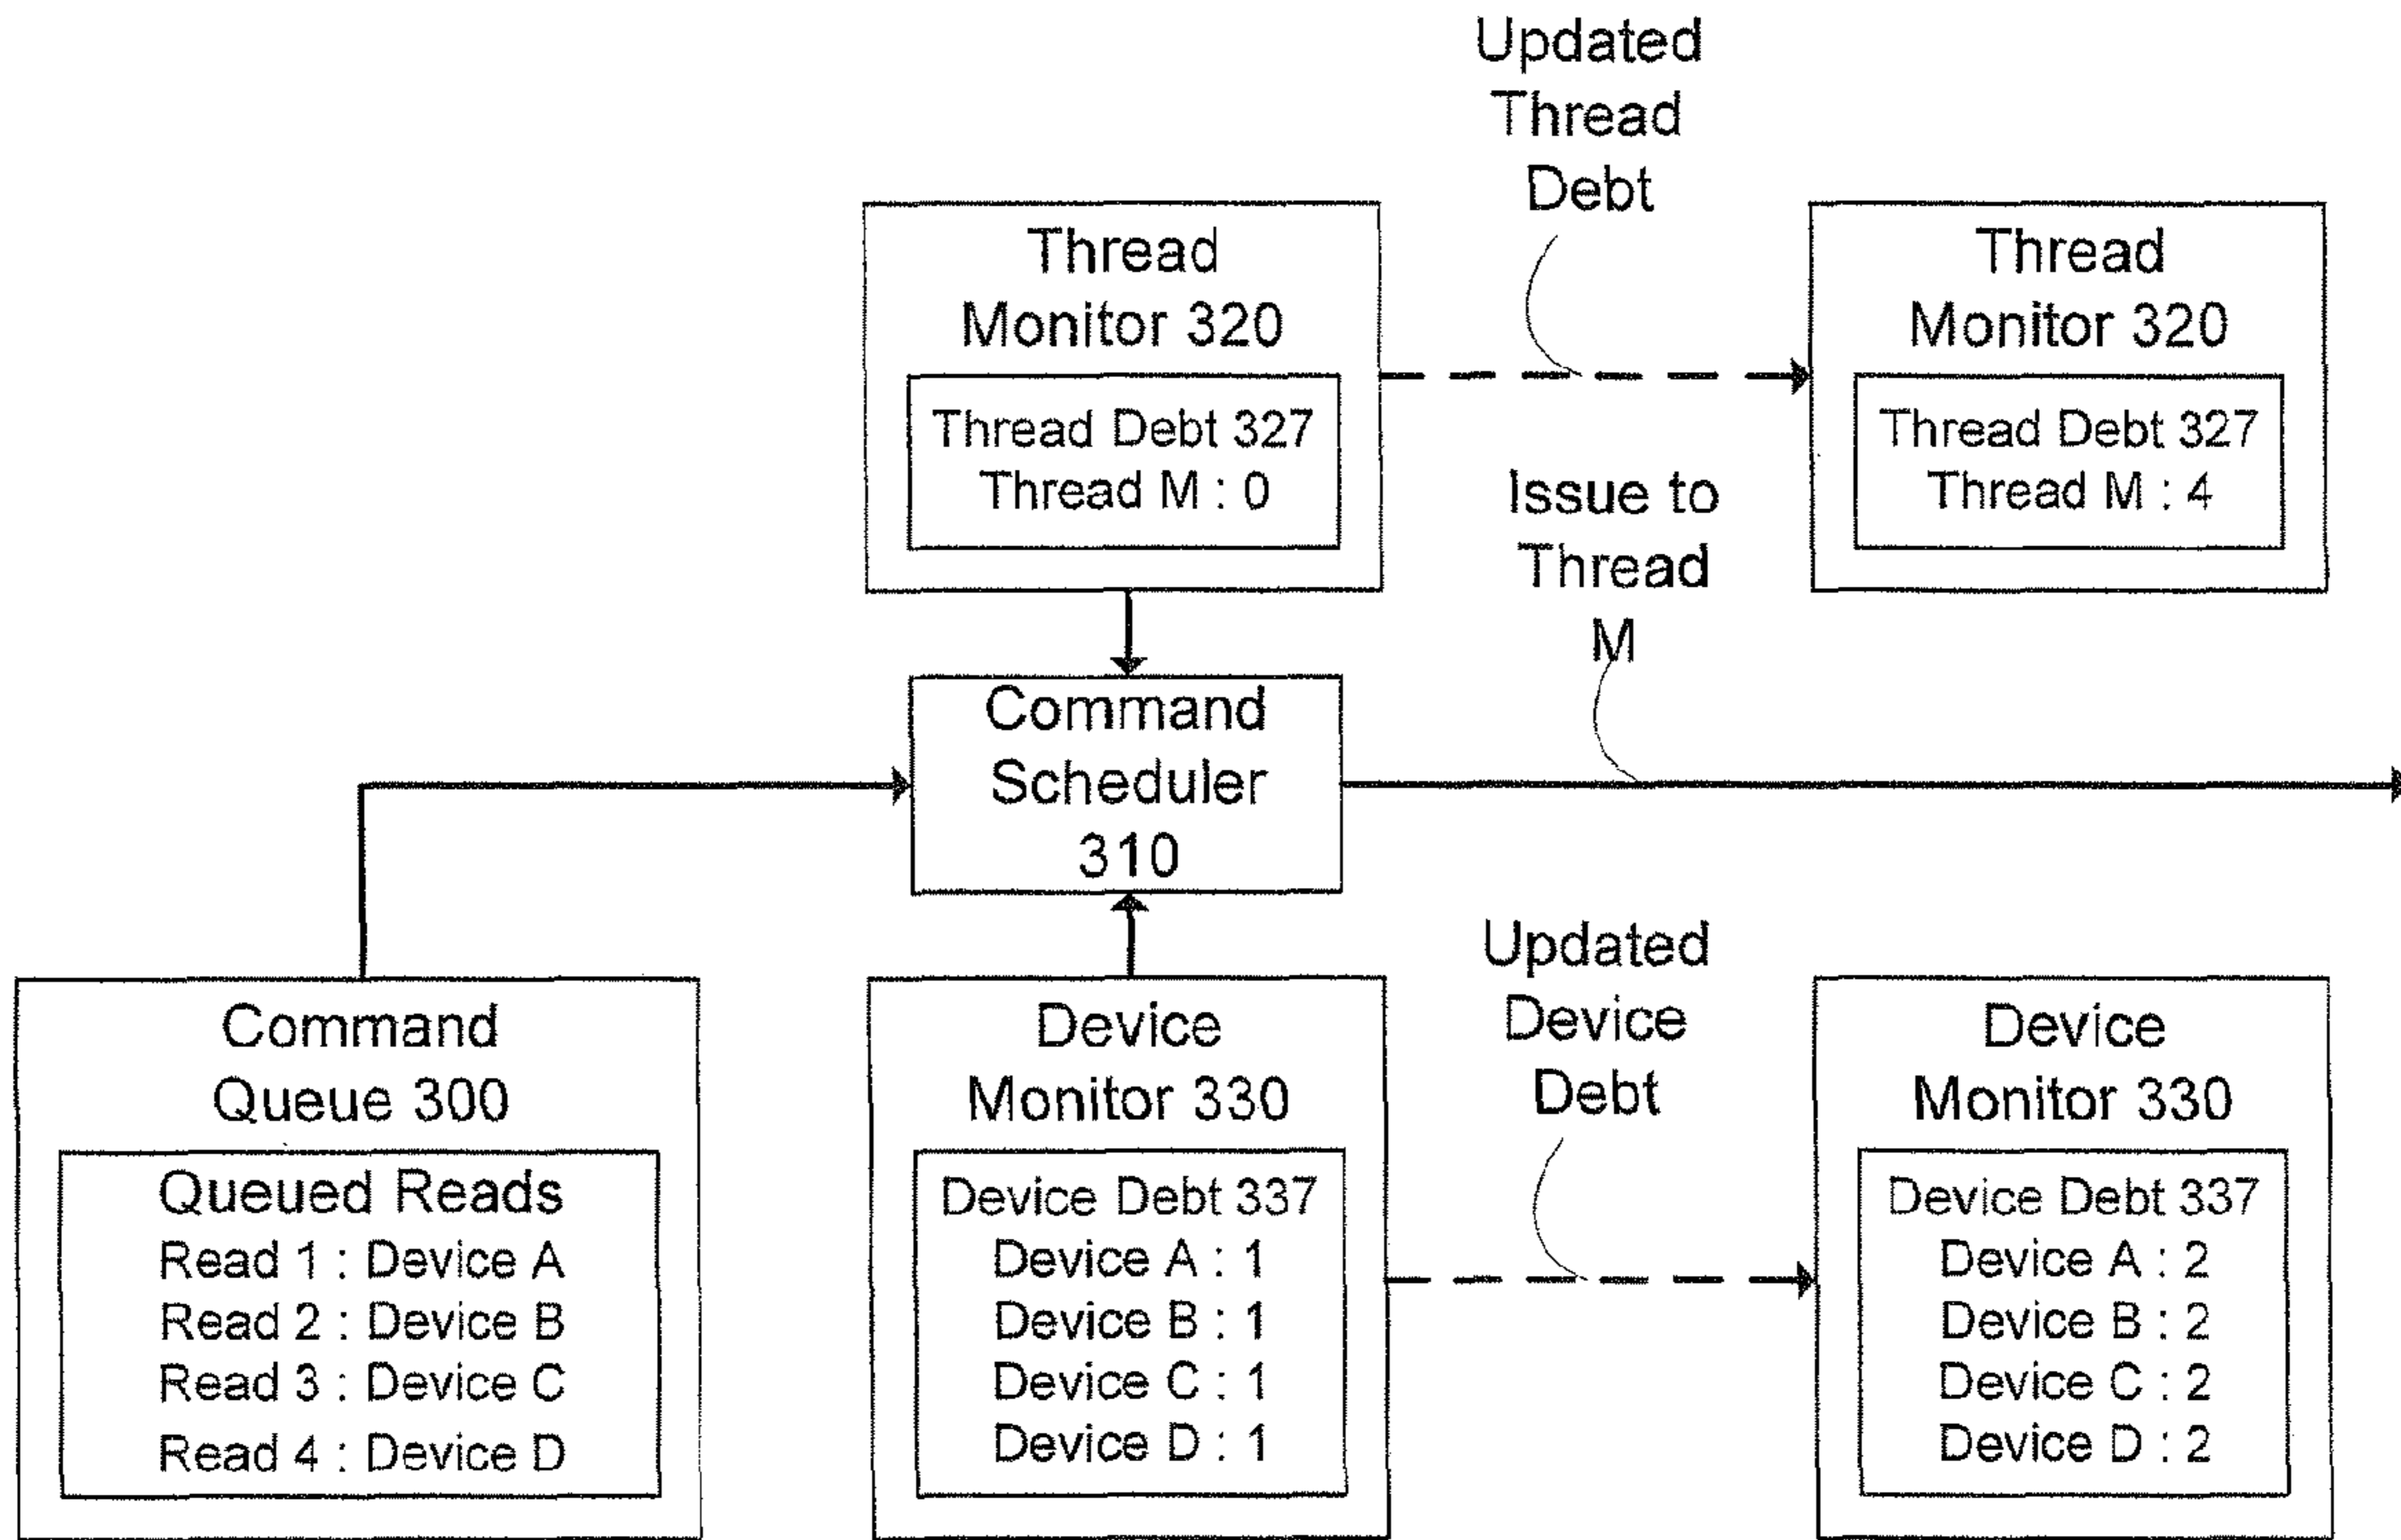 Updated
Thread
Debt
Thread
Monitor 320
Thread Debt 327
Thread M : 0
Thread
Monitor 320
Thread Debt 327
Thread M : 4
Issue to
Thread
M
Command
Scheduler
310
Command
Queue 300
Queued Reads
Read 1 : Device A
Read 2 : Device B
Read 3 : Device C
Read 4 : Device D
Device
Monitor 330
Device Debt 337
Device A : 1
Device B : 1
Device C : 1
Device D : 1
Updated
Device
Debt
Device
Monitor 330
Device Debt 337
Device A : 2
Device B : 2
Device C : 2
Device D : 2